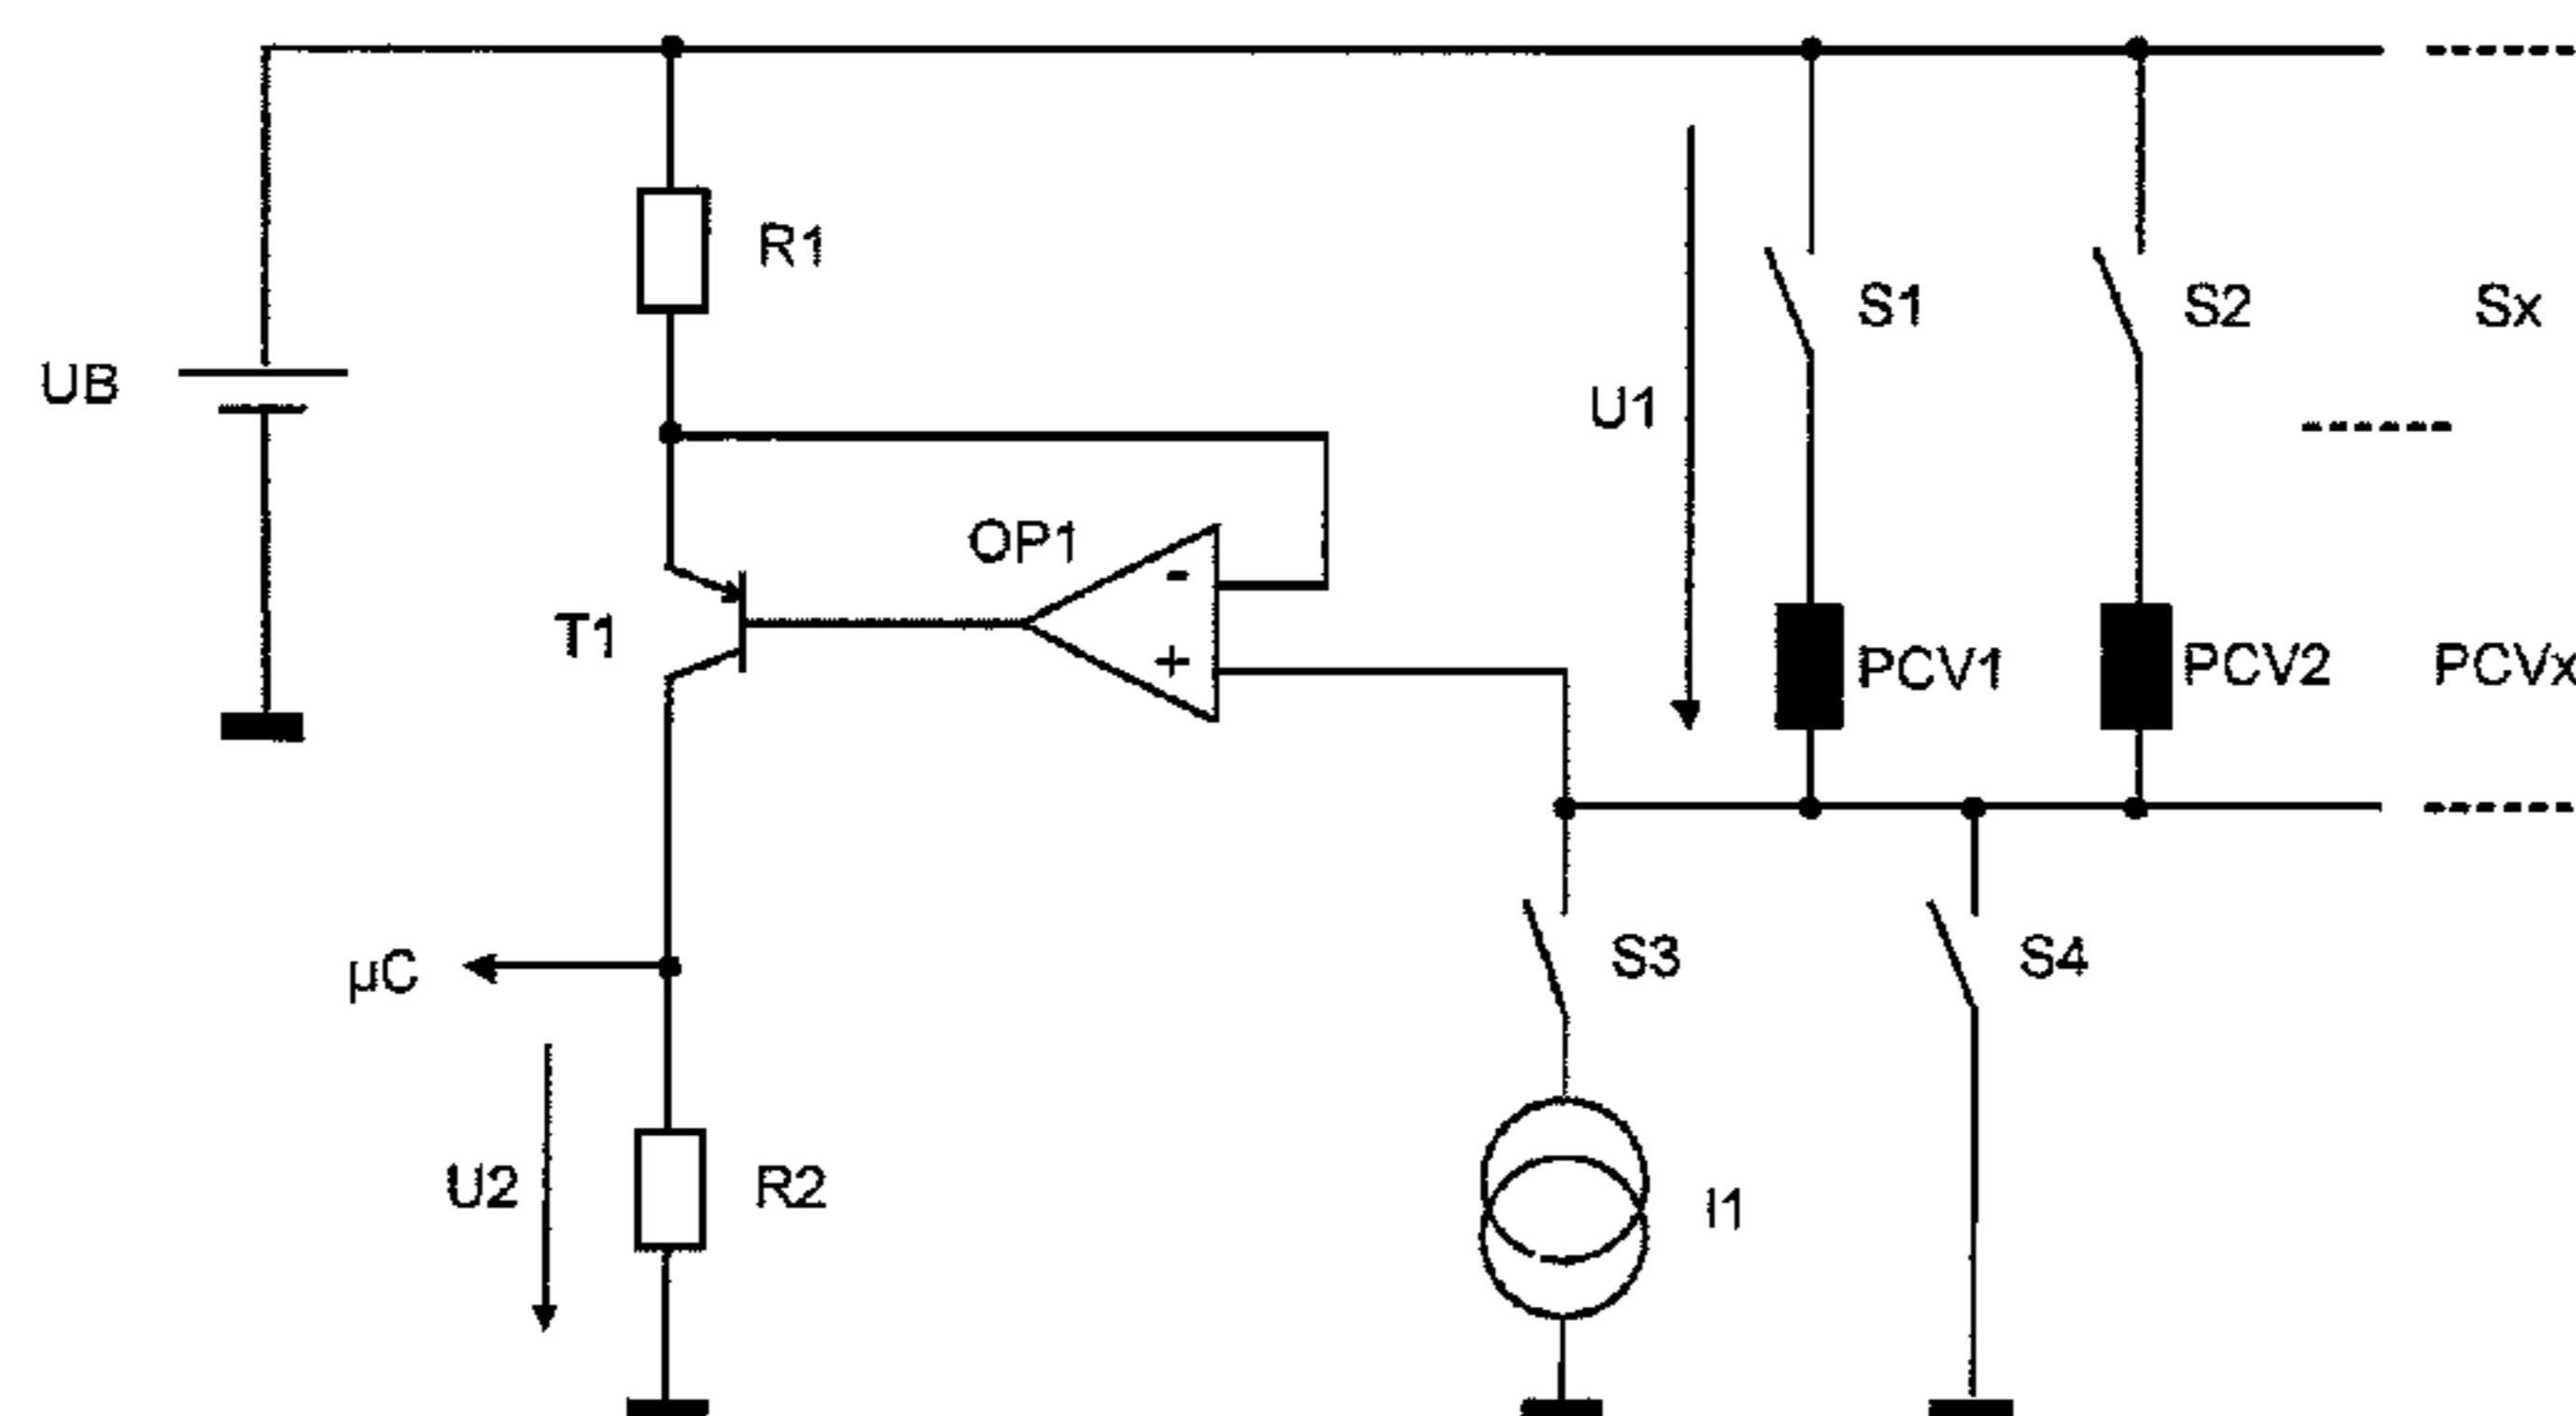 R1
S1
S2
Sx
UB
U1
OP1
-
+
T1
PCV1
PCV2
PCVx
µC
S3
S4
U2
R2
I1